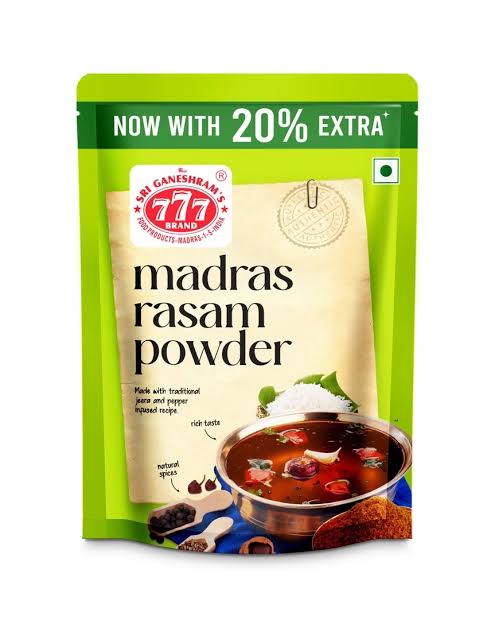 NOW WITH 20% EXTRA+
SRI GANESHRAM'S
®
777
BRAND
FOOD PRODUCTS-MADRAS-1-S-INDIA
AUTHENTIC
madras
rasam
powder
Made with traditional
jeera and pepper
infused recipe.
rich taste
natural
spices